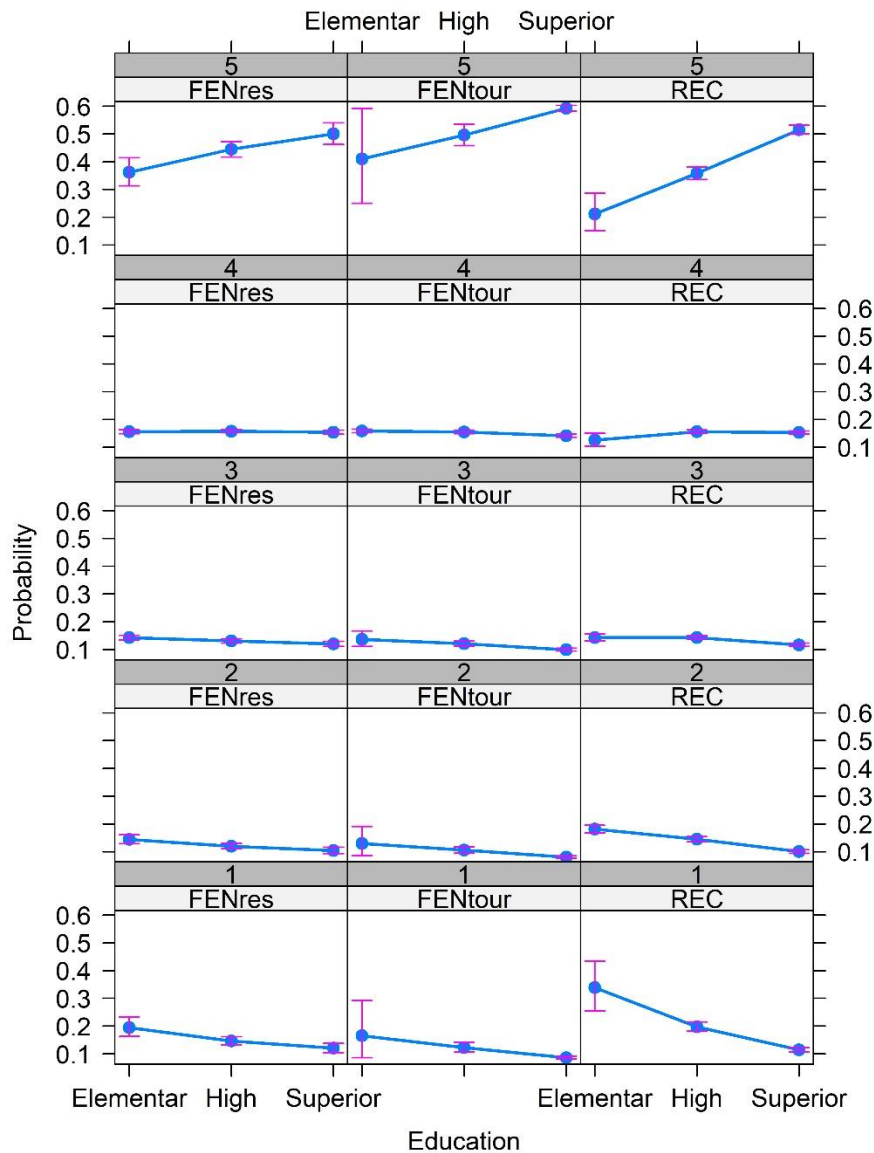 Elementar High Superior
5 5 5
FENres FENtour REC
0.6
0.5
0.4
0.3
0.2
0.1
4 4 4
FENres FENtour REC
0.6
0.5
0.4
0.3
0.2
0.1
3 3 3
FENres FENtour REC
0.6
0.5
0.4
0.3
0.2
0.1
Probability
2 2 2
FENres FENtour REC
0.6
0.5
0.4
0.3
0.2
0.1
1 1 1
FENres FENtour REC
0.6
0.5
0.4
0.3
0.2
0.1
Elementar High Superior Elementar High Superior
Education